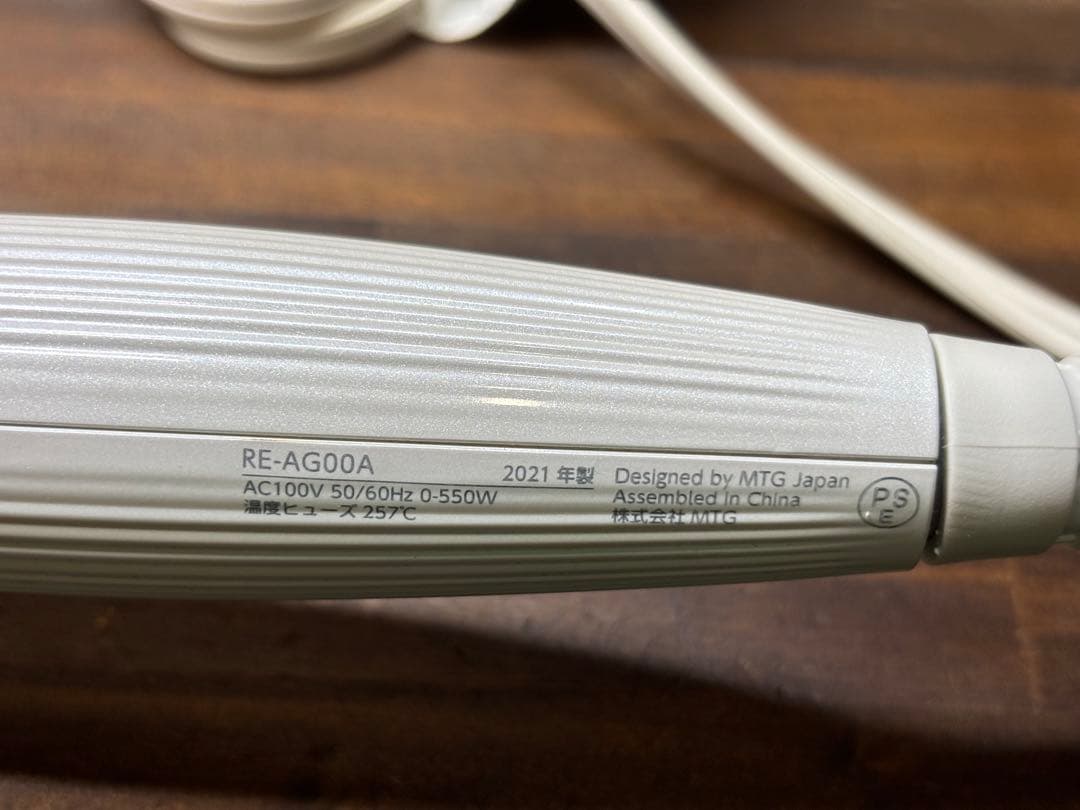 RE-AG00A
2021 年製
AC100V 50/60Hz 0-550W
温度ヒューズ 257℃
Designed by MTG Japan
Assembled in China
株式会社 MTG
PS
E